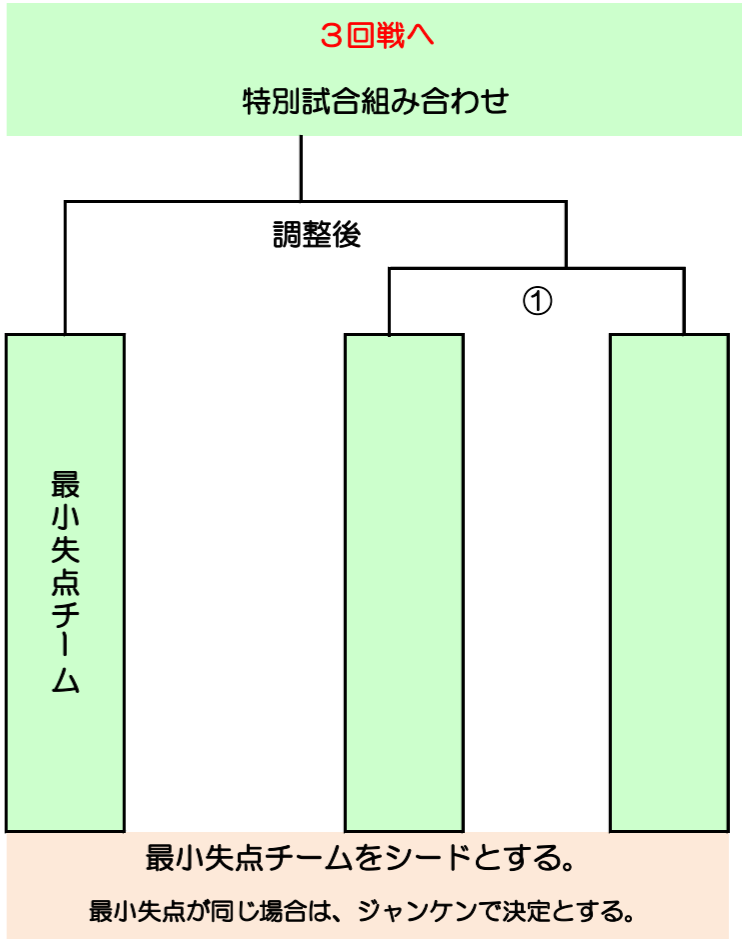 ３回戦へ
特別試合組み合わせ
調整後
①
最小失点チーム
最小失点チームをシードとする。
最小失点が同じ場合は、ジャンケンで決定とする。